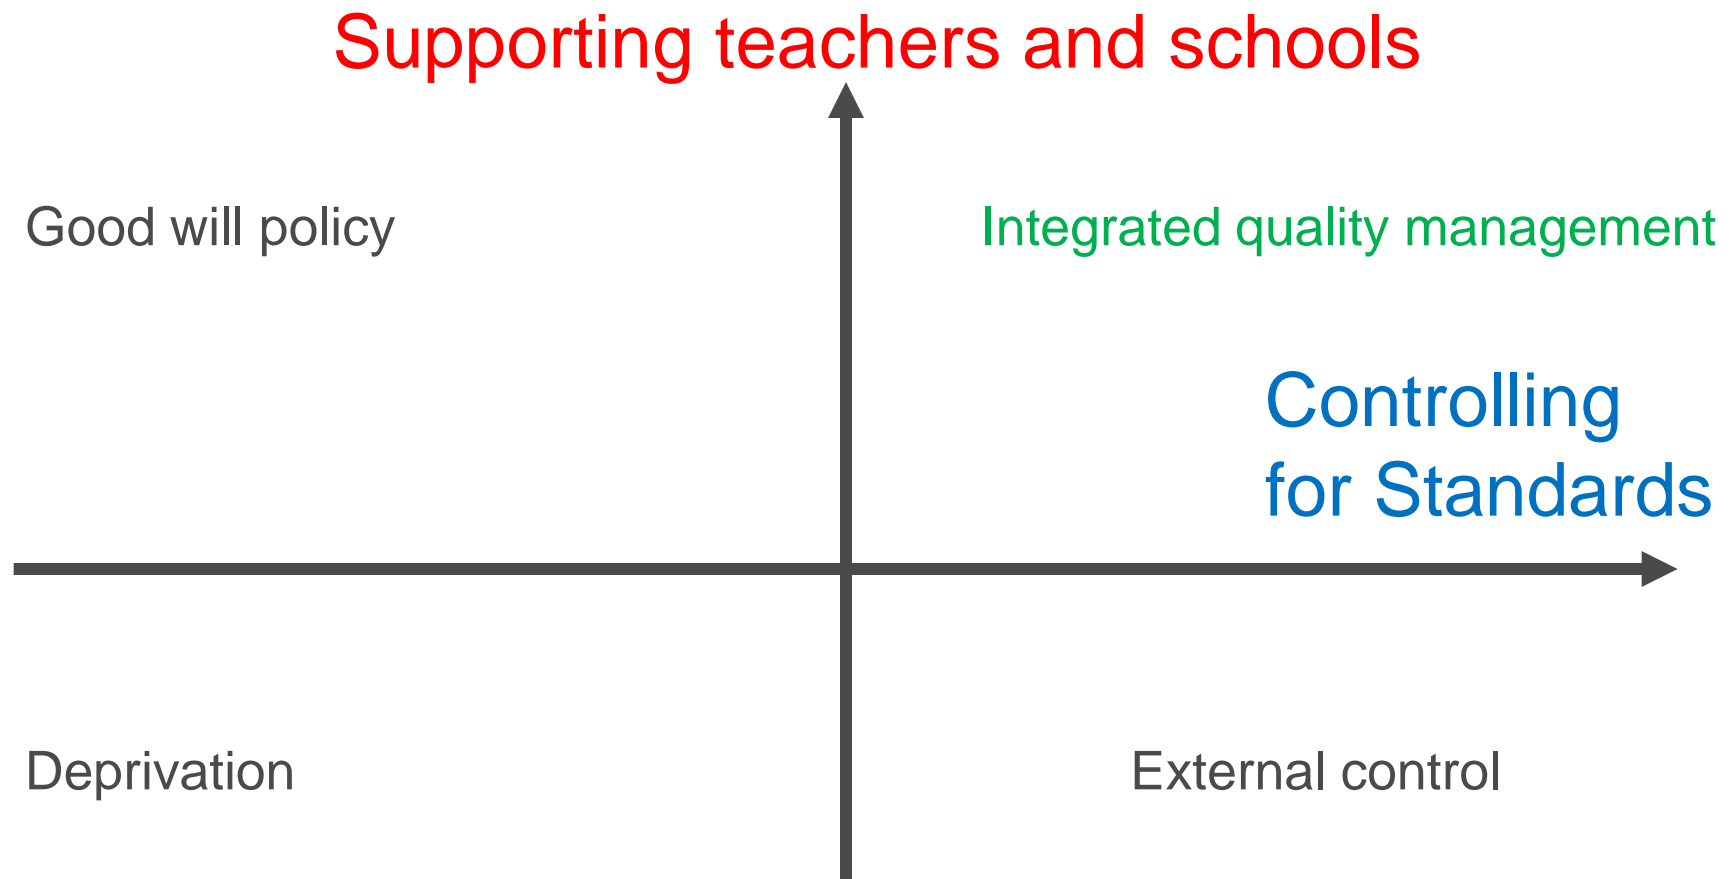 Supporting teachers and schools
Good will policy
Integrated quality management
Controlling
for Standards
Deprivation
External control